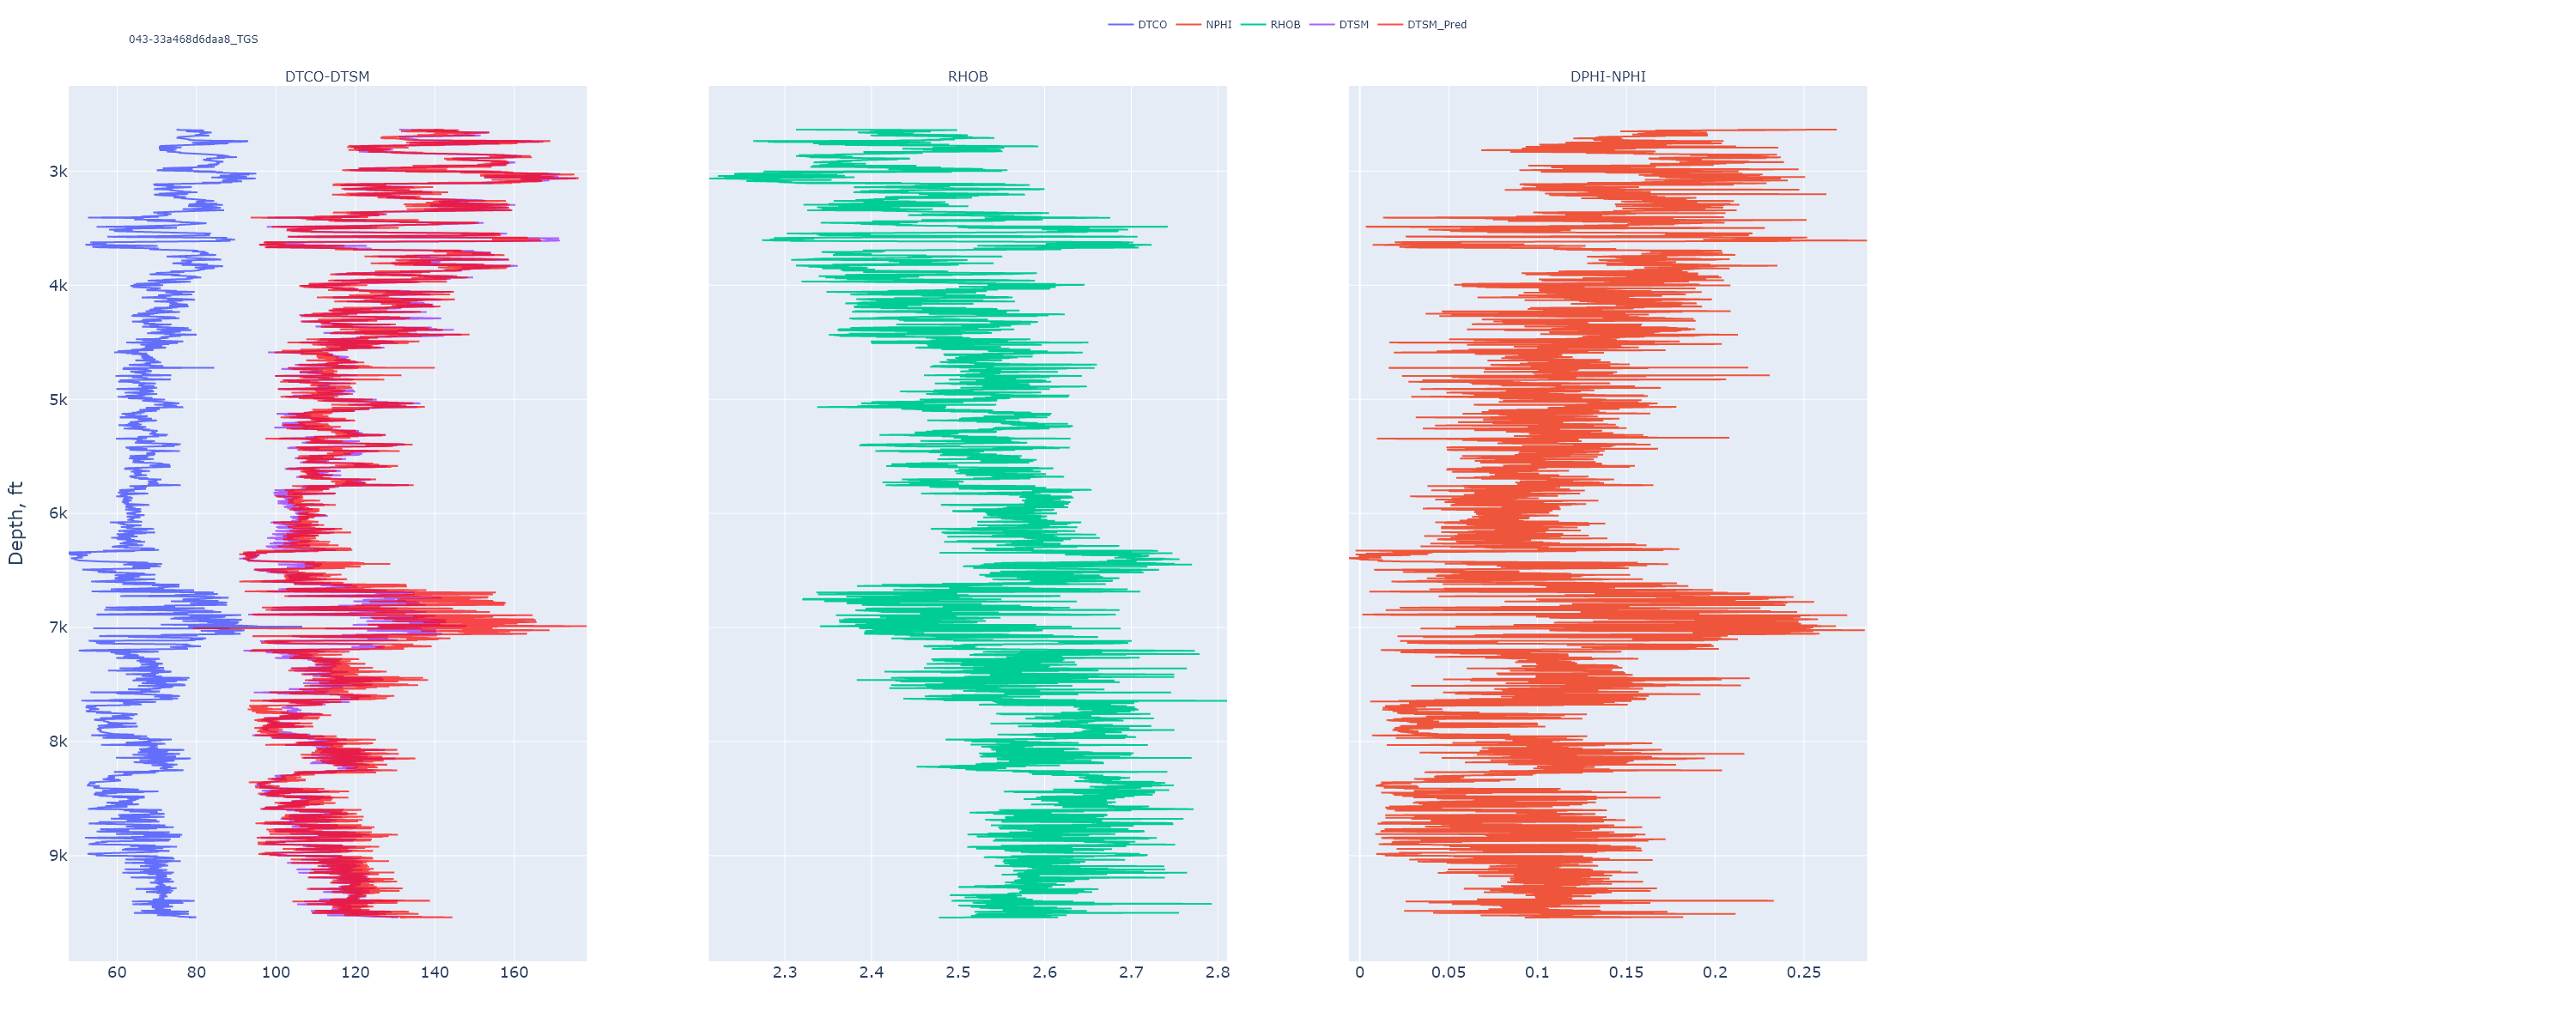 DTCO NPHI RHOB DTSM DTSM_Pred
043-33a468d6daa8_TGS
DTCO-DTSM RHOB DPHI-NPHI
3k
4k
5k
6k
7k
8k
9k
Depth, ft
60 80 100 120 140 160
2.3 2.4 2.5 2.6 2.7 2.8
0 0.05 0.1 0.15 0.2 0.25